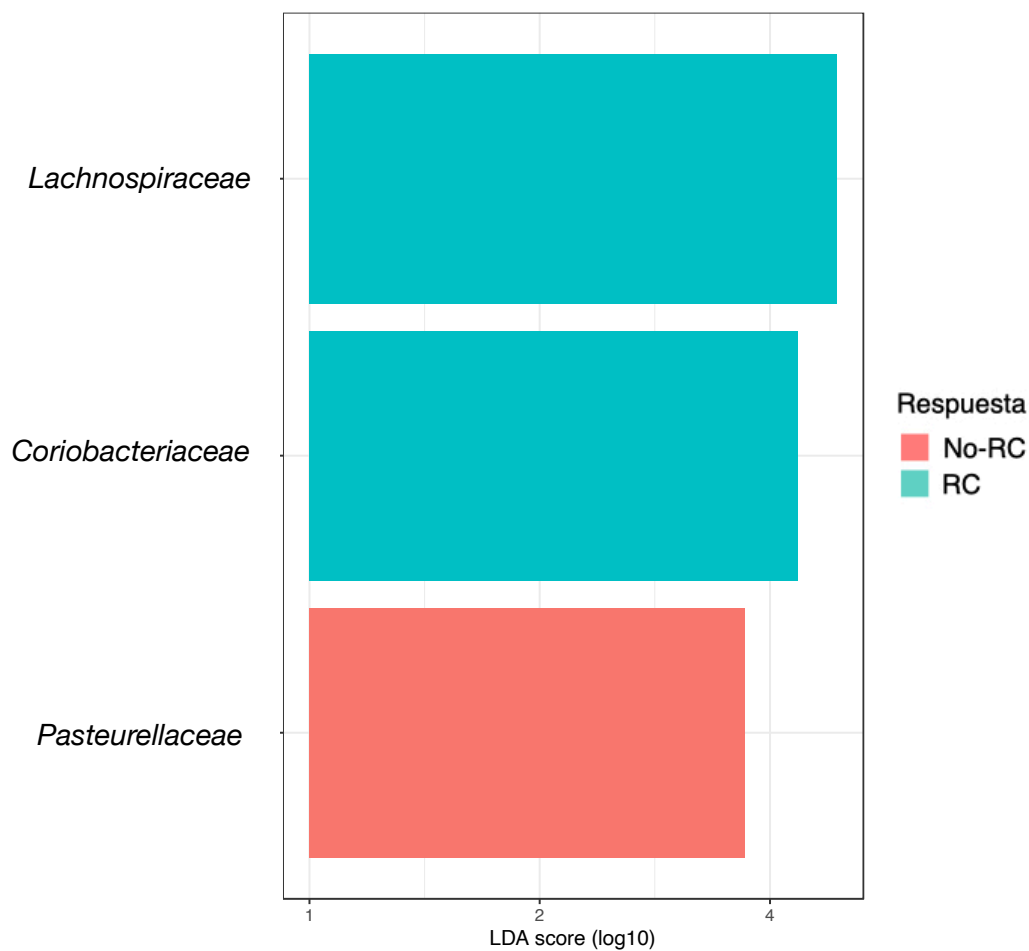 Lachnospiraceae
Coriobacteriaceae
Pasteurellaceae
Respuesta
No-RC
RC
1 2 4
LDA score (log10)